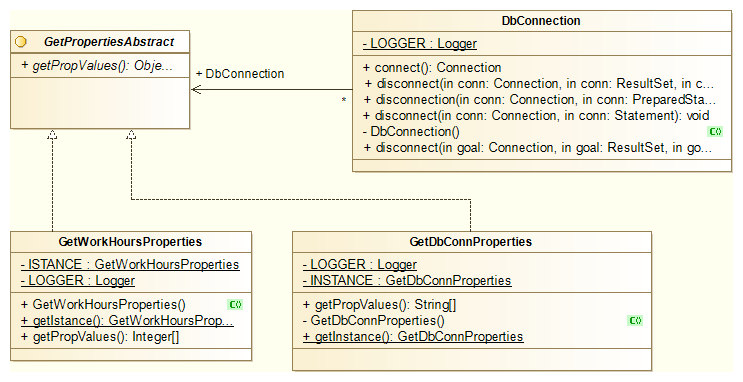 GetPropertiesAbstract
+ getPropValues(): Obje...
+ DbConnection
*
DbConnection
- LOGGER : Logger
+ connect(): Connection
+ disconnect(in conn: Connection, in conn: ResultSet, in c...
+ disconnection(in conn: Connection, in conn: PreparedSta...
+ disconnect(in conn: Connection, in conn: Statement): void
- DbConnection()
+ disconnect(in goal: Connection, in goal: ResultSet, in go...
GetWorkHoursProperties
- ISTANCE : GetWorkHoursProperties
- LOGGER : Logger
+ GetWorkHoursProperties()
+ getIstance(): GetWorkHoursProp...
+ getPropValues(): Integer[]
GetDbConnProperties
- LOGGER : Logger
- INSTANCE : GetDbConnProperties
+ getPropValues(): String[]
- GetDbConnProperties()
+ getInstance(): GetDbConnProperties